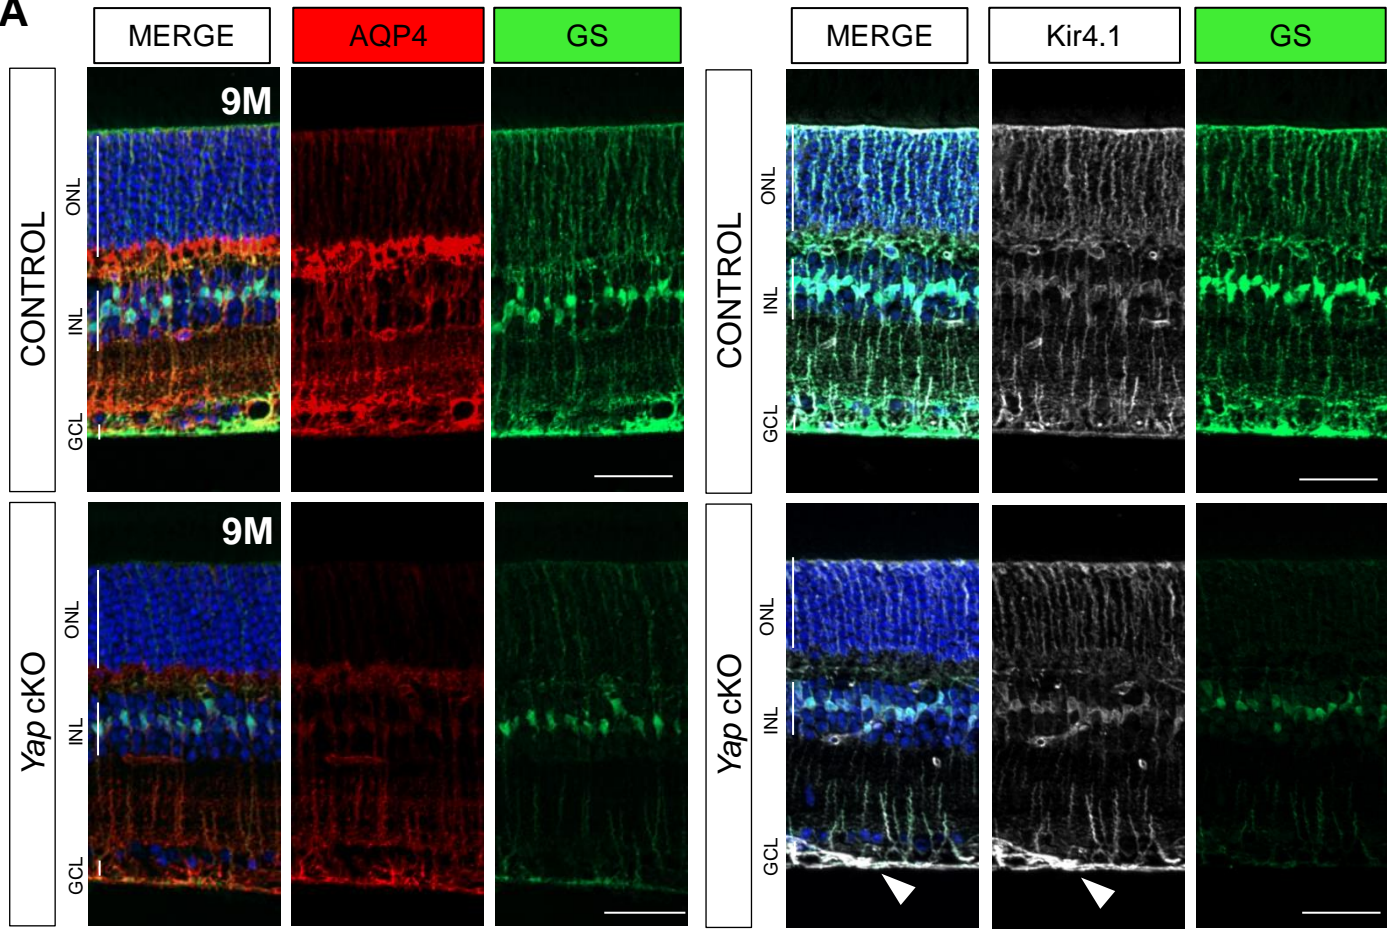 A
MERGE
AQP4
GS
MERGE
Kir4.1
GS
CONTROL
ONL
INL
GCL
9M
CONTROL
ONL
INL
GCL
Yap cKO
ONL
INL
GCL
9M
Yap cKO
ONL
INL
GCL